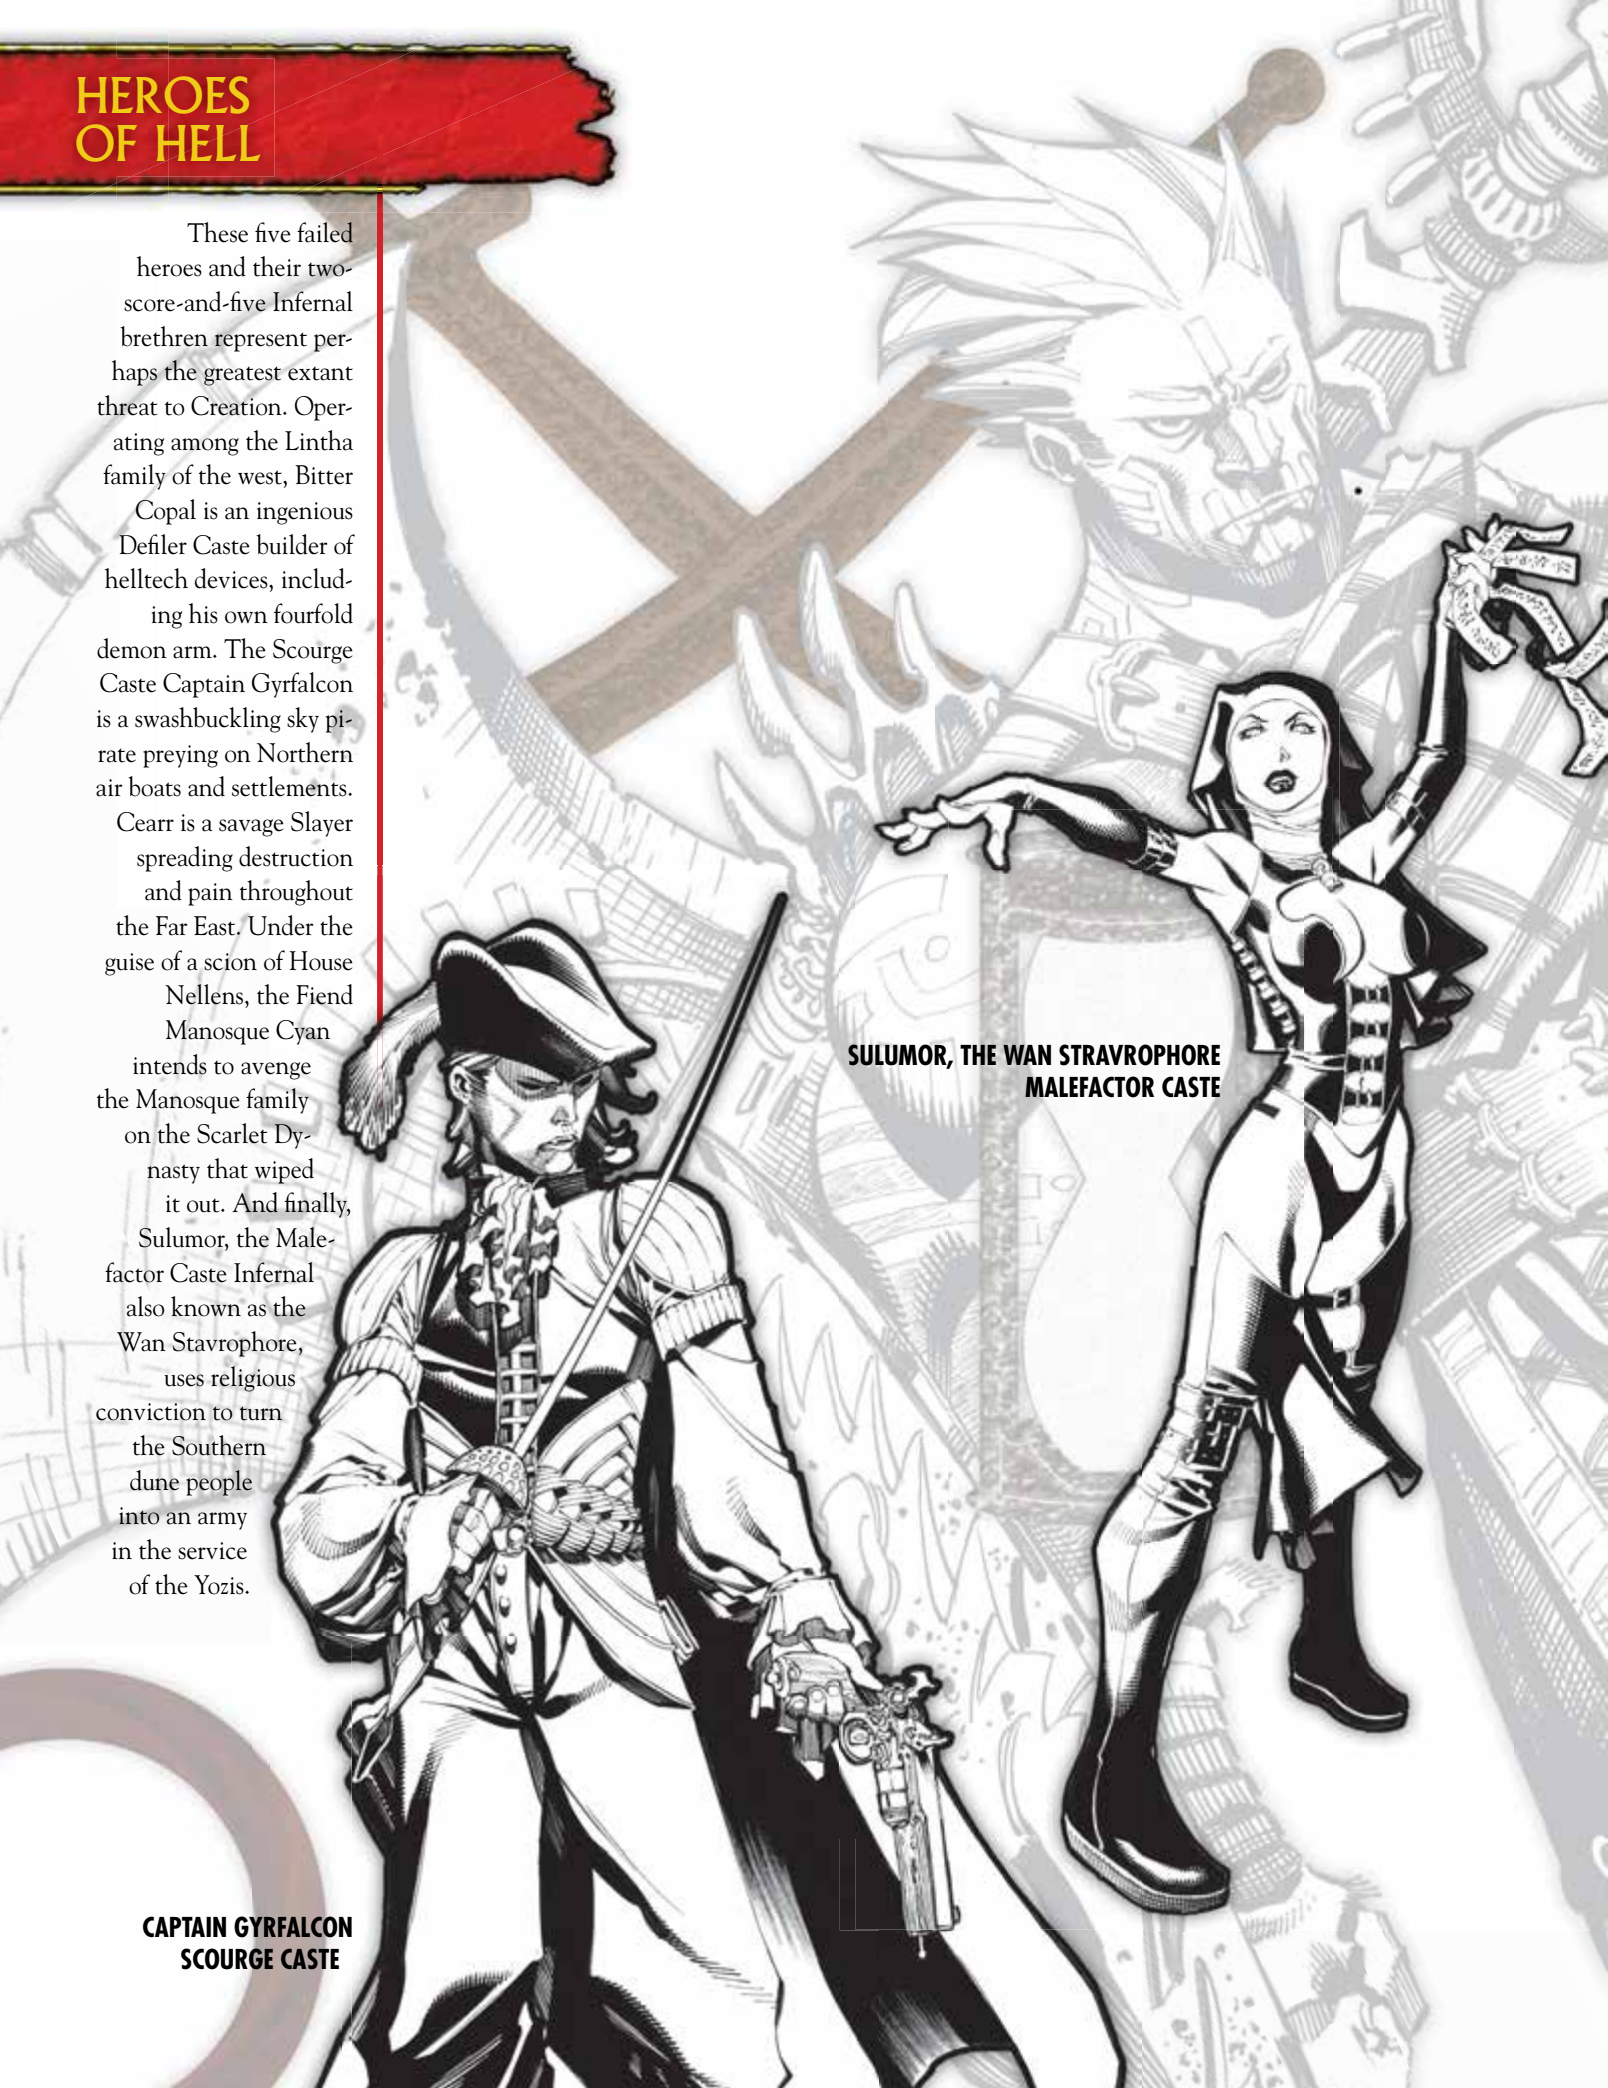 HEROES
OF HELL
These five failed
heroes and their two-
score-and-five Infernal
brethren represent per-
haps the greatest extant
threat to Creation. Oper-
ating among the Lintha
family of the west, Bitter
Copal is an ingenious
Defiler Caste builder of
helltech devices, includ-
ing his own fourfold
demon arm. The Scourge
Caste Captain Gyrfalcon
is a swashbuckling sky pi-
rate preying on Northern
air boats and settlements.
Cearr is a savage Slayer
spreading destruction
and pain throughout
the Far East. Under the
guise of a scion of House
Nellens, the Fiend
Manosque Cyan
intends to avenge
the Manosque family
on the Scarlet Dy-
nasty that wiped
it out. And finally,
Sulumor, the Male-
factor Caste Infernal
also known as the
Wan Stavrophore,
uses religious
conviction to turn
the Southern
dune people
into an army
in the service
of the Yozis.
SULUMOR, THE WAN STRAVROPHORE
MALEFACTOR CASTE
CAPTAIN GYRFALCON
SCOURGE CASTE